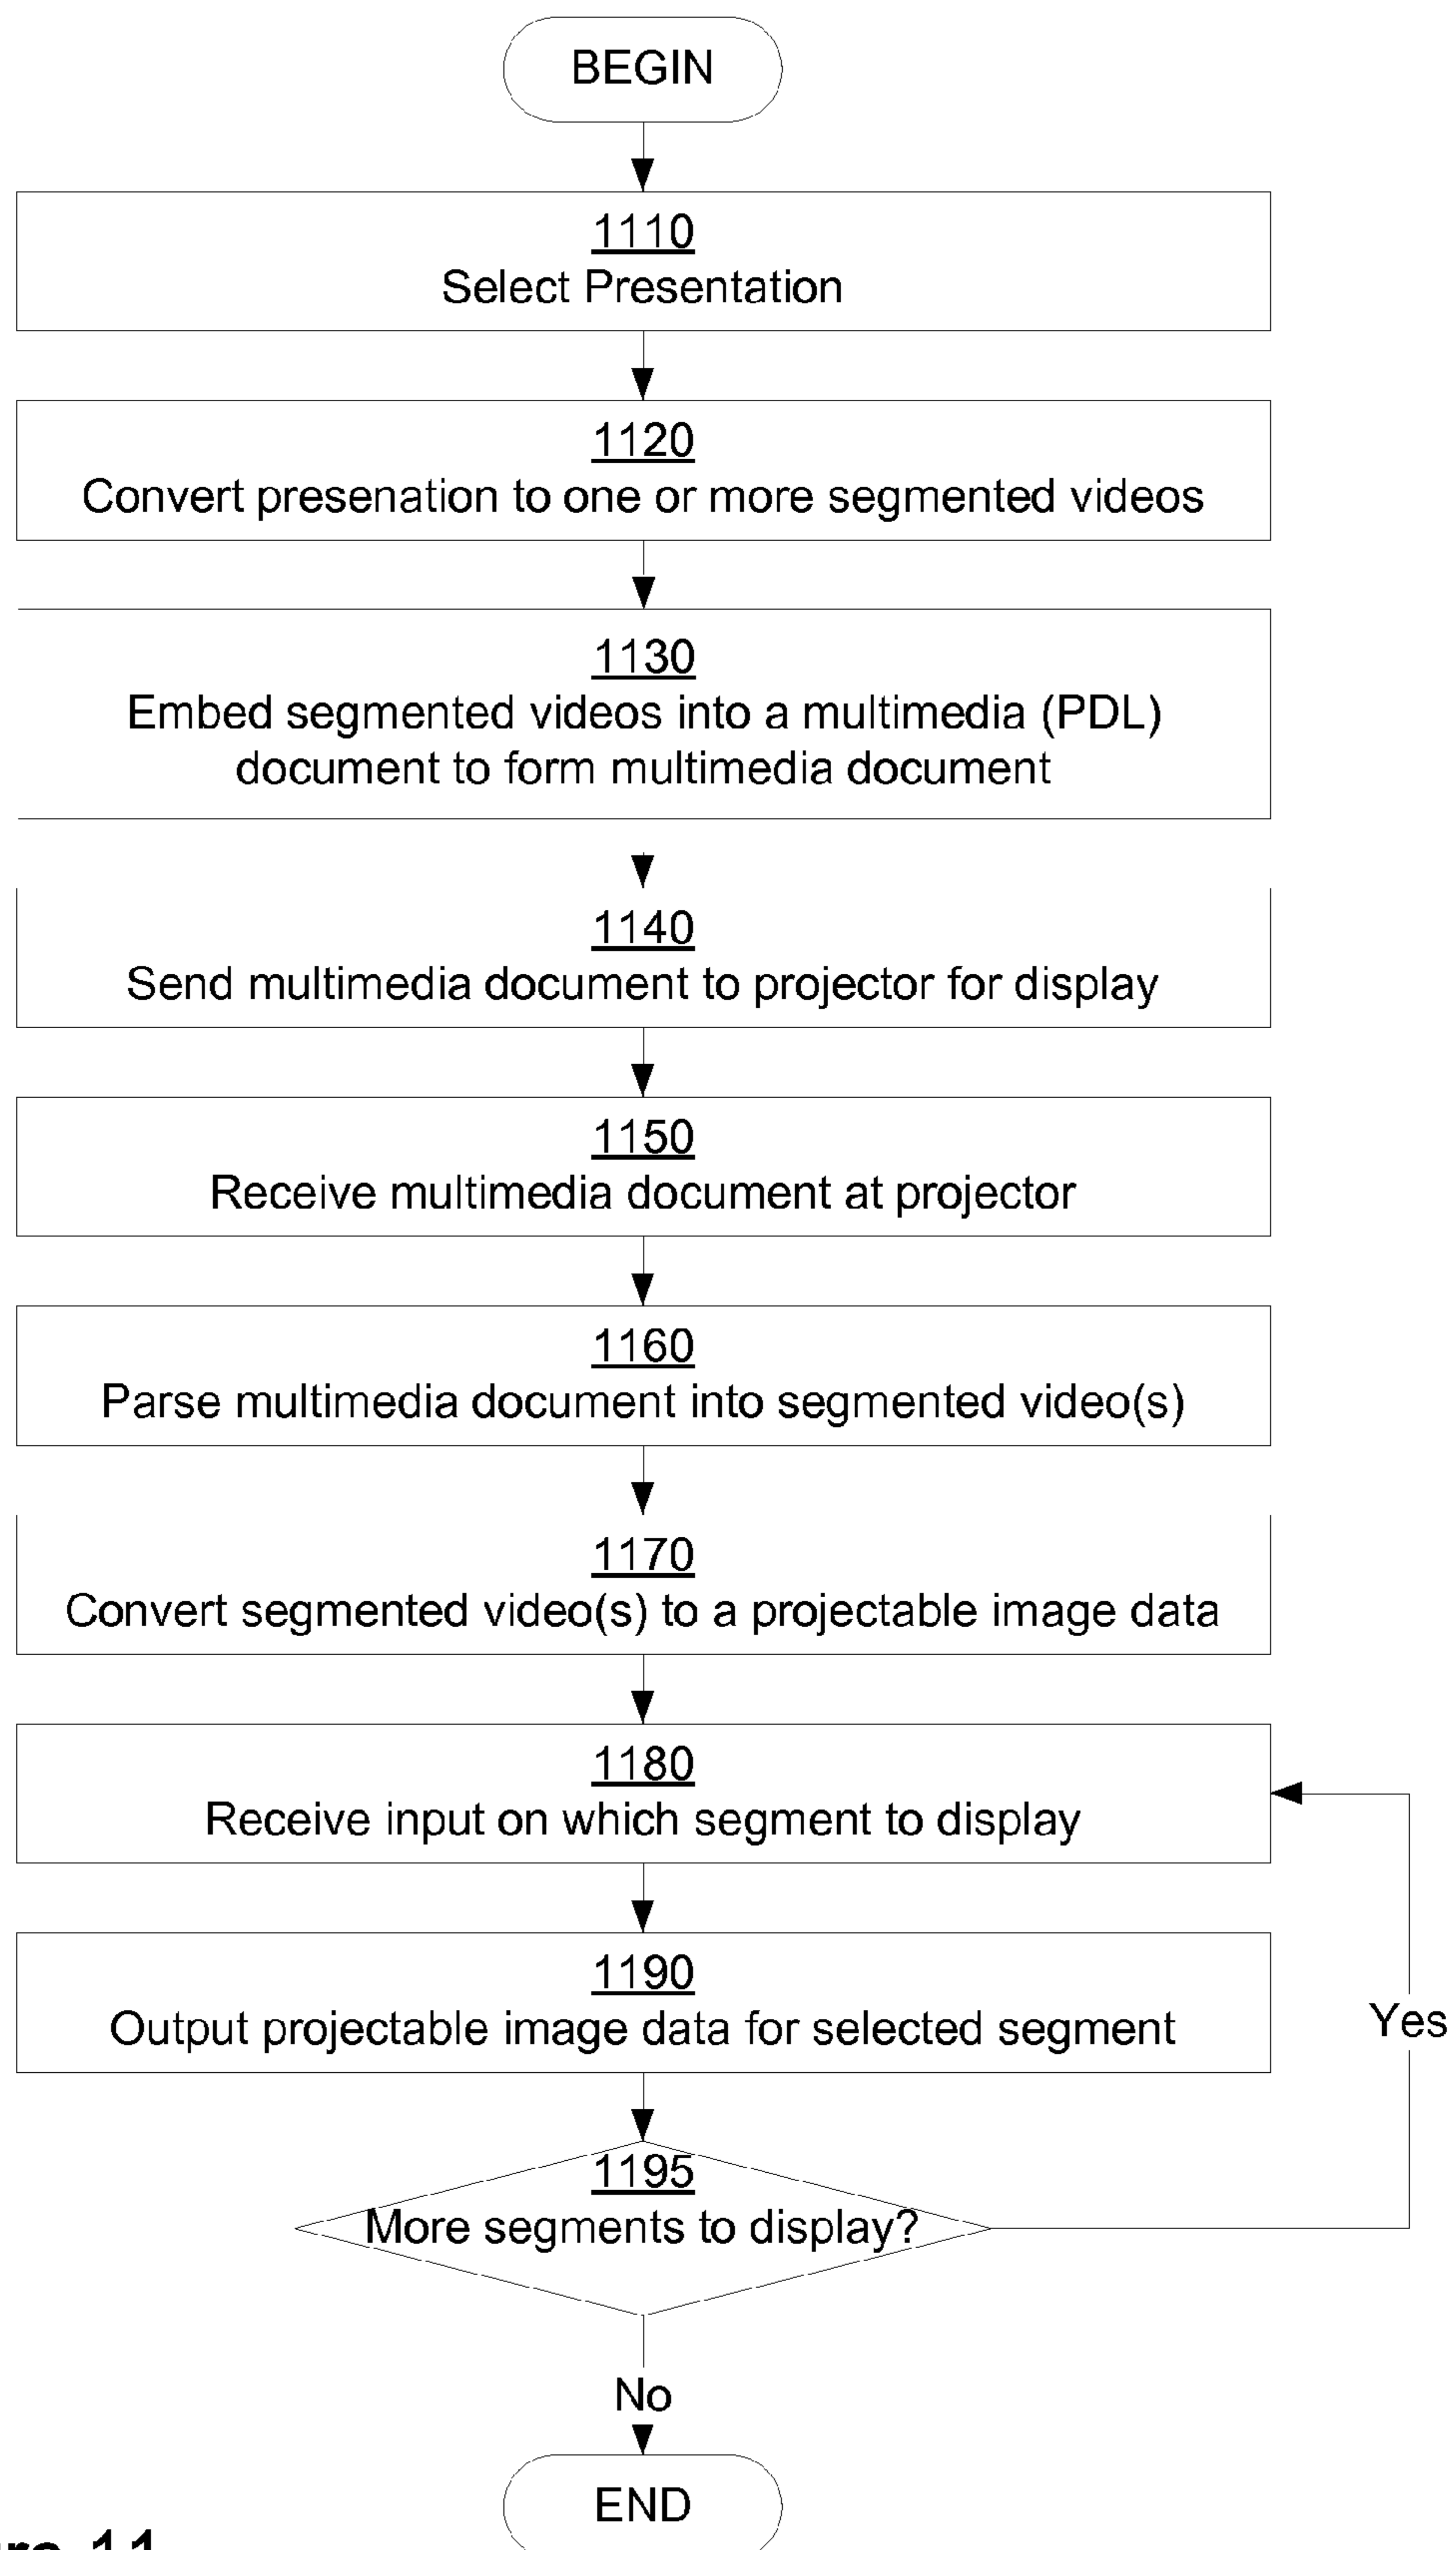 BEGIN
1110
Select Presentation
1120
Convert presenation to one or more segmented videos
1130
Embed segmented videos into a multimedia (PDL)
document to form multimedia document
1140
Send multimedia document to projector for display
1150
Receive multimedia document at projector
1160
Parse multimedia document into segmented video(s)
1170
Convert segmented video(s) to a projectable image data
1180
Receive input on which segment to display
1190
Output projectable image data for selected segment
Yes
1195
More segments to display?
No
END
11